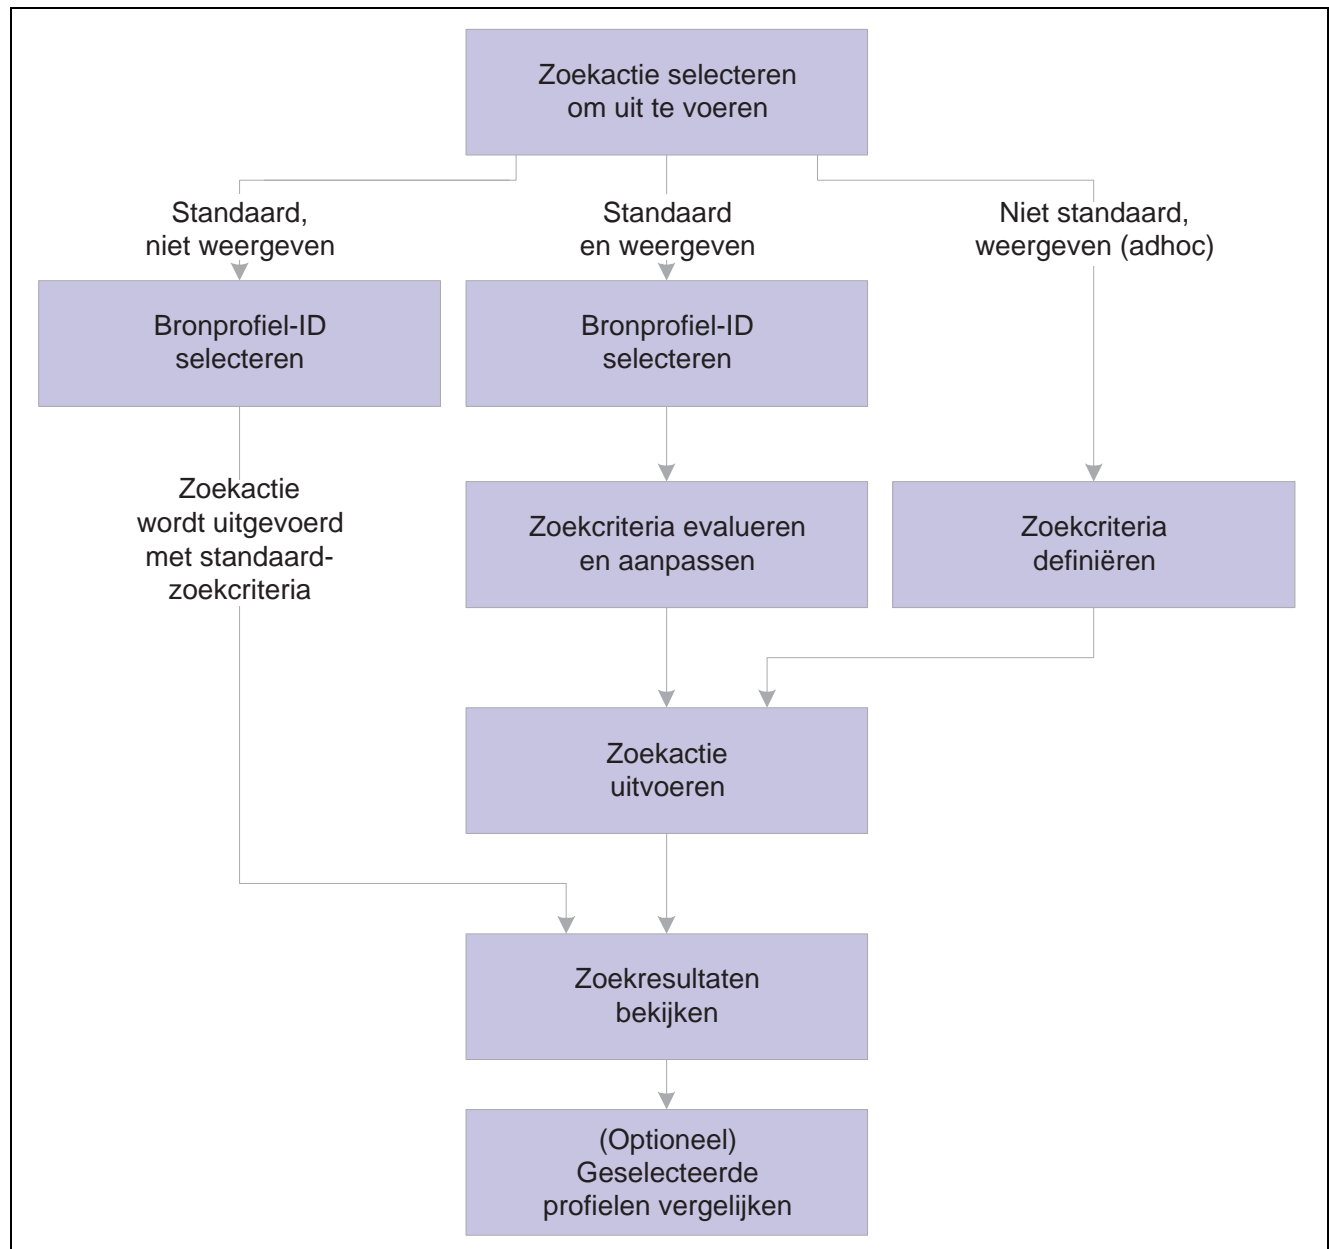 Zoekactie selecteren
om uit te voeren
Standaard,
niet weergeven
Standaard
en weergeven
Niet standaard,
weergeven (adhoc)
Bronprofiel-ID
selecteren
Bronprofiel-ID
selecteren
Zoekactie
wordt uitgevoerd
met standaard-
zoekcriteria
Zoekcriteria evalueren
en aanpassen
Zoekcriteria
definiëren
Zoekactie
uitvoeren
Zoekresultaten
bekijken
(Optioneel)
Geselecteerde
profielen vergelijken